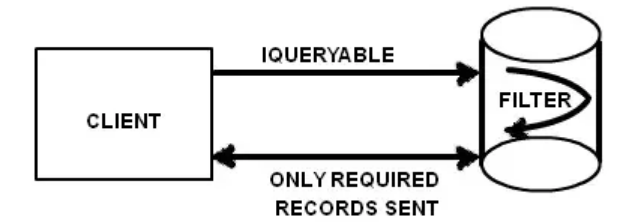 IQUERYABLE
CLIENT
FILTER
ONLY REQUIRED
RECORDS SENT